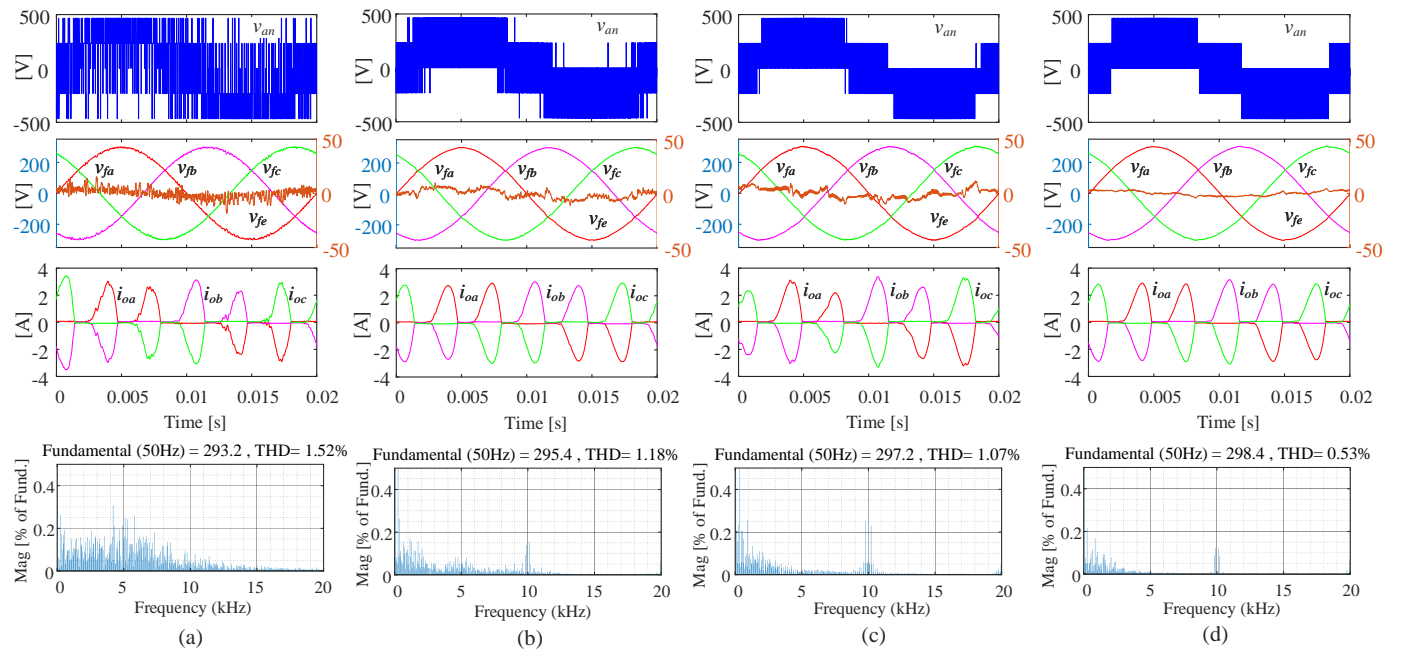 500
0
-500
[V]
v_an
200
0
-200
[V]
50
0
-50
v_fa
v_fb
v_fc
v_fe
4
2
0
-2
-4
[A]
i_oa
i_ob
i_oc
0 0.005 0.01 0.015 0.02
Time [s]
Fundamental (50Hz) = 293.2 , THD= 1.52%
Mag [% of Fund.]
0.4
0.2
0
0 5 10 15 20
Frequency (kHz)
(a)
500
0
-500
[V]
v_an
200
0
-200
[V]
50
0
-50
v_fa
v_fb
v_fc
v_fe
4
2
0
-2
-4
[A]
i_oa
i_ob
i_oc
0 0.005 0.01 0.015 0.02
Time [s]
Fundamental (50Hz) = 295.4 , THD= 1.18%
Mag [% of Fund.]
0.4
0.2
0
0 5 10 15 20
Frequency (kHz)
(b)
500
0
-500
[V]
v_an
200
0
-200
[V]
50
0
-50
v_fa
v_fb
v_fc
v_fe
4
2
0
-2
-4
[A]
i_oa
i_ob
i_oc
0 0.005 0.01 0.015 0.02
Time [s]
Fundamental (50Hz) = 297.2 , THD= 1.07%
Mag [% of Fund.]
0.4
0.2
0
0 5 10 15 20
Frequency (kHz)
(c)
500
0
-500
[V]
v_an
200
0
-200
[V]
50
0
-50
v_fa
v_fb
v_fc
v_fe
4
2
0
-2
-4
[A]
i_oa
i_ob
i_oc
0 0.005 0.01 0.015 0.02
Time [s]
Fundamental (50Hz) = 298.4 , THD= 0.53%
Mag [% of Fund.]
0.4
0.2
0
0 5 10 15 20
Frequency (kHz)
(d)